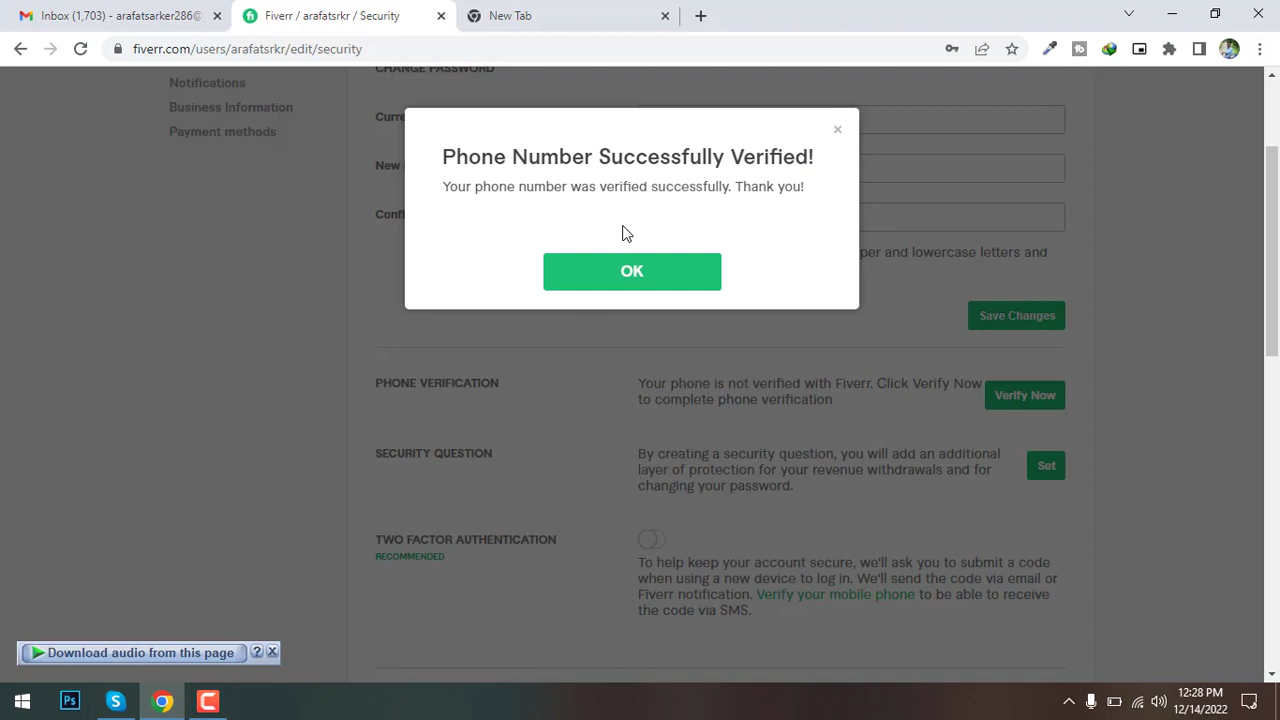 Inbox (1,703) - arafatsarker286@
Fiverr / arafatsrkr / Security
New Tab
fiverr.com/users/arafatsrkr/edit/security
Notifications
Business Information
Payment methods
CHANGE PASSWORD
Curre
New
Confi
per and lowercase letters and
Save Changes
Phone Number Successfully Verified!
Your phone number was verified successfully. Thank you!
OK
PHONE VERIFICATION
Your phone is not verified with Fiverr. Click Verify Now
to complete phone verification
Verify Now
SECURITY QUESTION
By creating a security question, you will add an additional
layer of protection for your revenue withdrawals and for
changing your password.
Set
TWO FACTOR AUTHENTICATION
RECOMMENDED
To help keep your account secure, we'll ask you to submit a code
when using a new device to log in. We'll send the code via email or
Fiverr notification. Verify your mobile phone to be able to receive
the code via SMS.
Download audio from this page
?
Ps
12:28 PM
12/14/2022